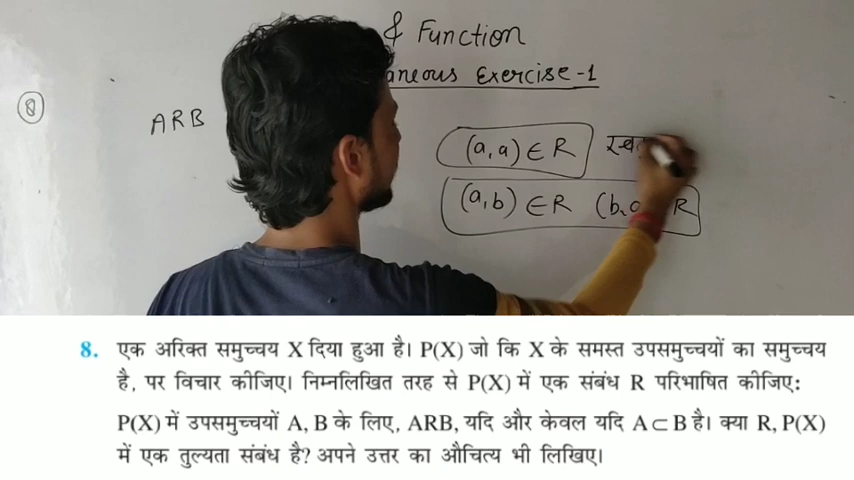 & Function
aneous Exercise-1
8
ARB
(a, a) ∈ R
(a, b) ∈ R (b, R
8. एक अरिक्त समुच्चय X दिया हुआ है। P(X) जो कि X के समस्त उपसमुच्चयों का समुच्चय
है, पर विचार कीजिए। निम्नलिखित तरह से P(X) में एक संबंध R परिभाषित कीजिए:
P(X) में उपसमुच्चयों A, B के लिए, ARB, यदि और केवल यदि A⊂B है। क्या R, P(X)
में एक तुल्यता संबंध है? अपने उत्तर का औचित्य भी लिखिए।